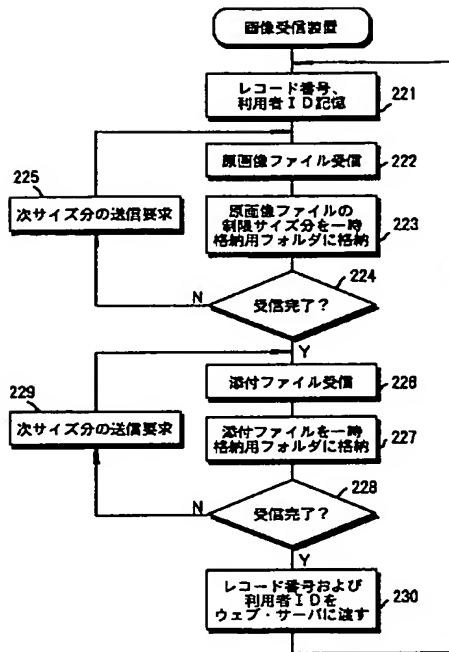 画像受信装置
レコード番号、
利用者ID記憶
221
原画像ファイル受信
222
225
次サイズ分の送信要求
原画像ファイルの
制限サイズ分を一時
格納用フォルダに格納
223
224
受信完了?
N
Y
添付ファイル受信
226
229
次サイズ分の送信要求
添付ファイルを一時
格納用フォルダに格納
227
228
受信完了?
N
Y
レコード番号および
利用者IDを
ウェブ・サーバに渡す
230